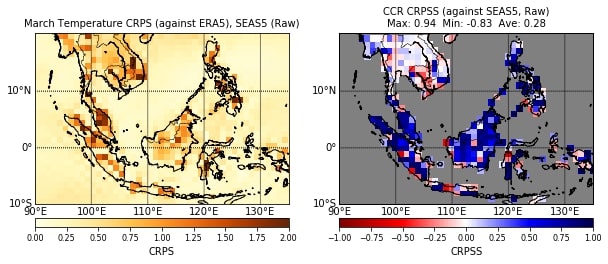 March Temperature CRPS (against ERA5), SEAS5 (Raw)
10°N
0°
10°S
90°E 100°E 110°E 120°E 130°E
0.00 0.25 0.50 0.75 1.00 1.25 1.50 1.75 2.00
CRPS
CCR CRPSS (against SEAS5, Raw)
Max: 0.94 Min: -0.83 Ave: 0.28
10°N
0°
10°S
90°E 100°E 110°E 120°E 130°E
−1.00 −0.75 −0.50 −0.25 0.00 0.25 0.50 0.75 1.00
CRPSS